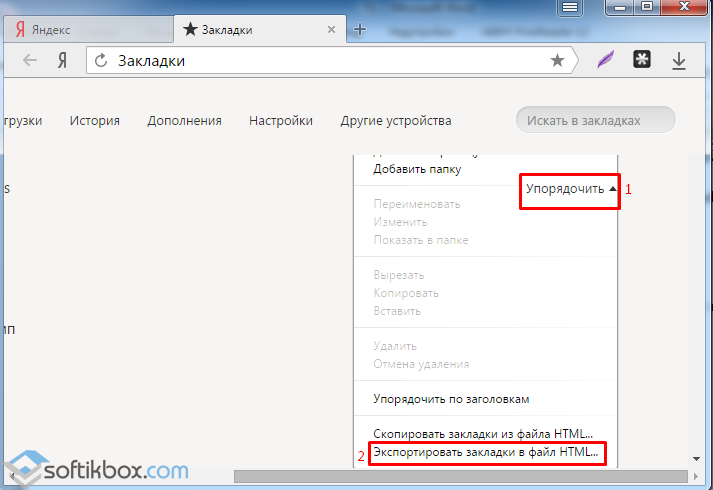 Яндекс
Закладки
Я
Закладки
грузки История Дополнения Настройки Другие устройства
Искать в закладках
Добавить папку
Упорядочить 1
s
Переименовать
Изменить
Показать в папке
Вырезать
Копировать
Вставить
мп
Удалить
Отмена удаления
Упорядочить по заголовкам
Скопировать закладки из файла HTML...
2 Экспортировать закладки в файл HTML...
softikbox.com